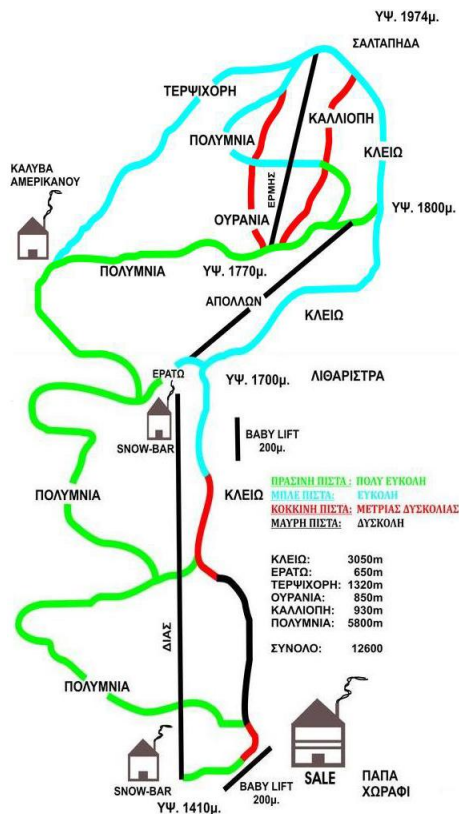 ΥΨ. 1974μ.
ΣΑΛΤΑΠΗΔΑ
ΤΕΡΨΙΧΟΡΗ
ΚΑΛΛΙΟΠΗ
ΠΟΛΥΜΝΙΑ
ΚΛΕΙΩ
ΚΑΛΥΒΑ
ΑΜΕΡΙΚΑΝΟΥ
ΕΡΜΗΣ
ΟΥΡΑΝΙΑ
ΥΨ. 1800μ.
ΠΟΛΥΜΝΙΑ
ΥΨ. 1770μ.
ΑΠΟΛΛΩΝ
ΚΛΕΙΩ
ΕΡΑΤΩ
ΥΨ. 1700μ.
ΛΙΘΑΡΙΣΤΡΑ
SNOW-BAR
BABY LIFT
200μ.
ΠΡΑΣΙΝΗ ΠΙΣΤΑ : ΠΟΛΥ ΕΥΚΟΛΗ
ΜΠΛΕ ΠΙΣΤΑ: ΕΥΚΟΛΗ
ΚΟΚΚΙΝΗ ΠΙΣΤΑ: ΜΕΤΡΙΑΣ ΔΥΣΚΟΛΙΑΣ
ΜΑΥΡΗ ΠΙΣΤΑ: ΔΥΣΚΟΛΗ
ΚΛΕΙΩ
ΠΟΛΥΜΝΙΑ
ΚΛΕΙΩ: 3050m
ΕΡΑΤΩ: 650m
ΤΕΡΨΙΧΟΡΗ: 1320m
ΟΥΡΑΝΙΑ: 850m
ΚΑΛΛΙΟΠΗ: 930m
ΠΟΛΥΜΝΙΑ: 5800m
ΣΥΝΟΛΟ: 12600
ΔΙΑΣ
ΠΟΛΥΜΝΙΑ
SNOW-BAR
SALE
ΠΑΠΑ
ΧΩΡΑΦΙ
BABY LIFT
200μ.
ΥΨ. 1410μ.